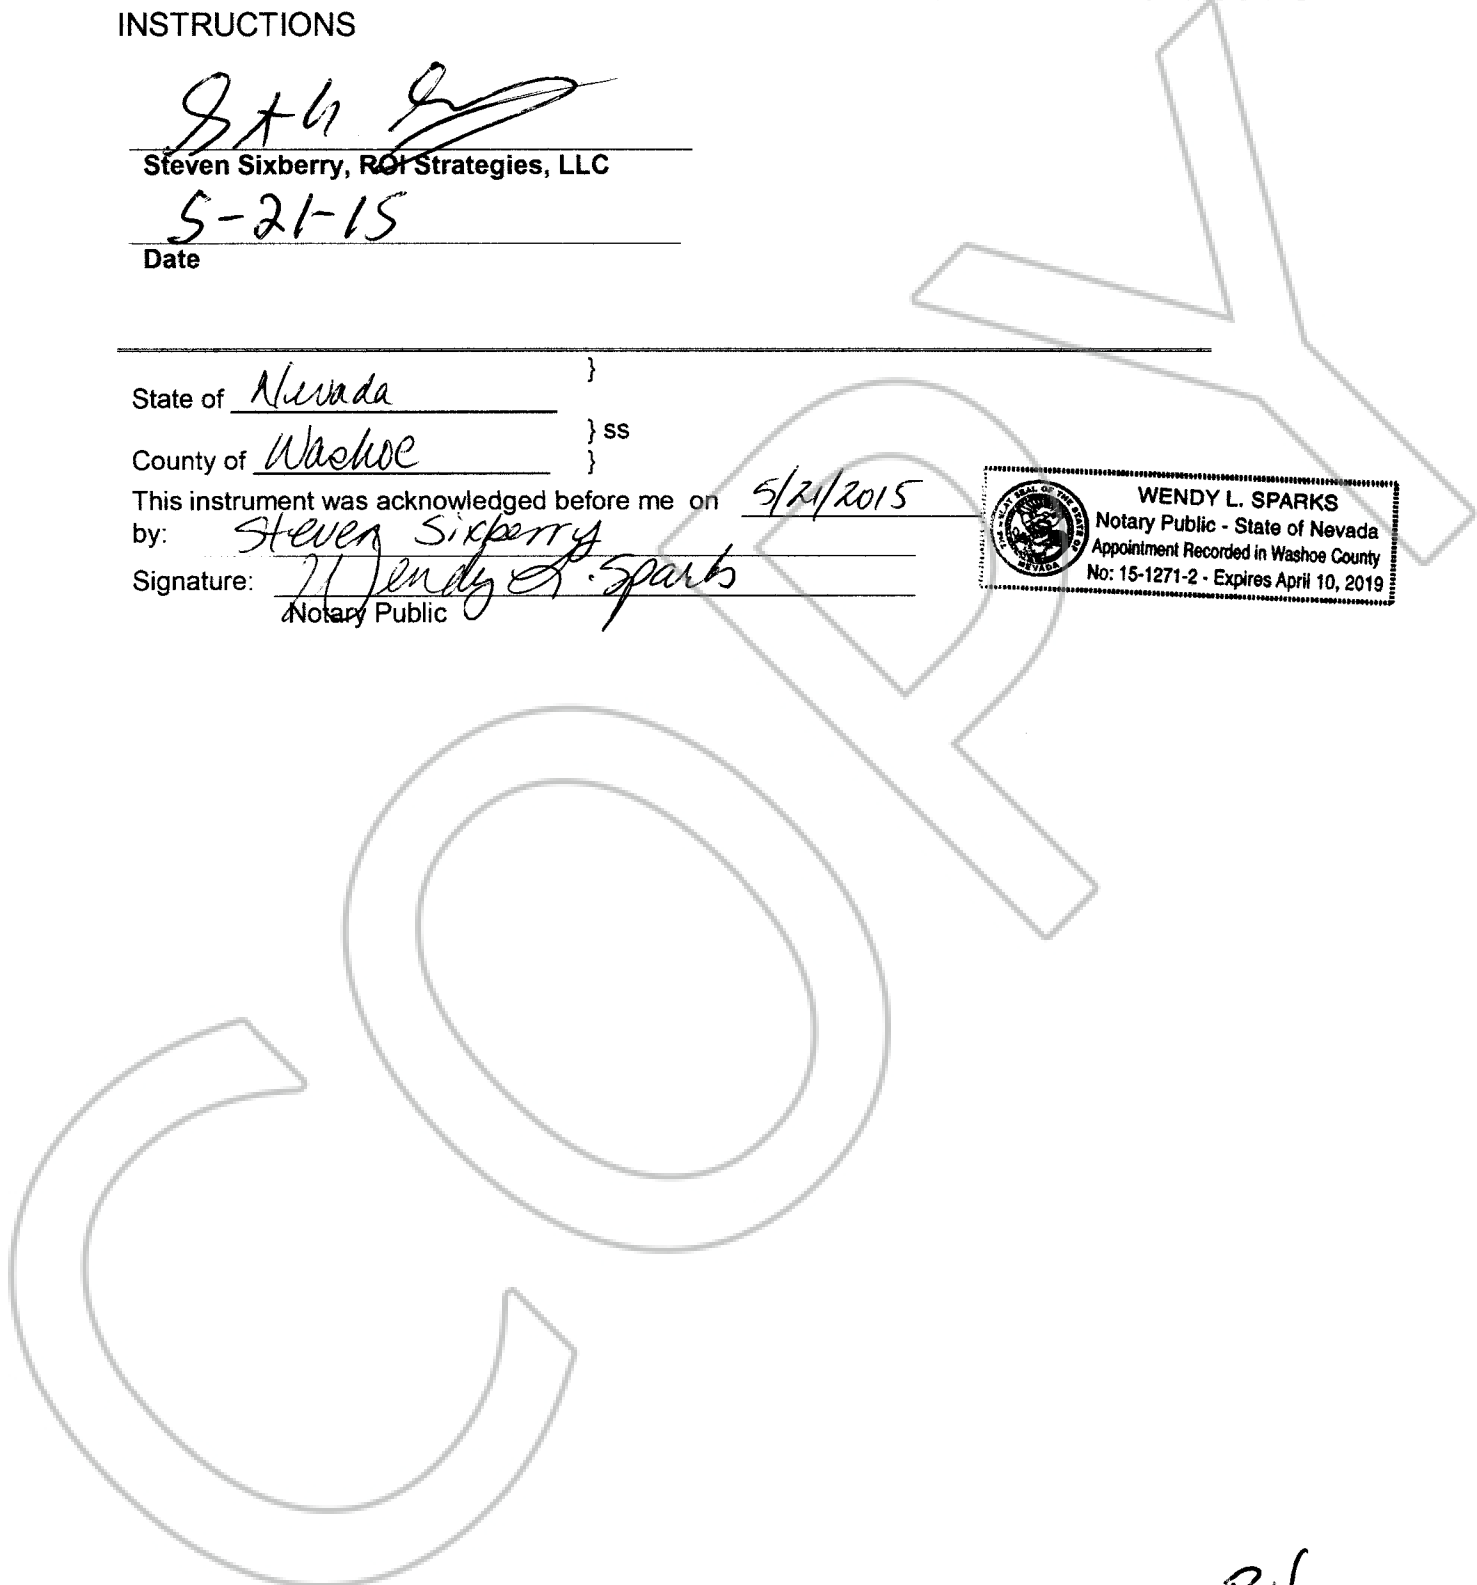 INSTRUCTIONS
Steven Sixberry, ROI Strategies, LLC
5-21-15
Date
State of Nevada }
} ss
County of Washoe }
This instrument was acknowledged before me on 5/21/2015
by: Steven Sixberry
Signature: Wendy L. Sparks
Notary Public
WENDY L. SPARKS
Notary Public - State of Nevada
Appointment Recorded in Washoe County
No: 15-1271-2 - Expires April 10, 2019
COPY